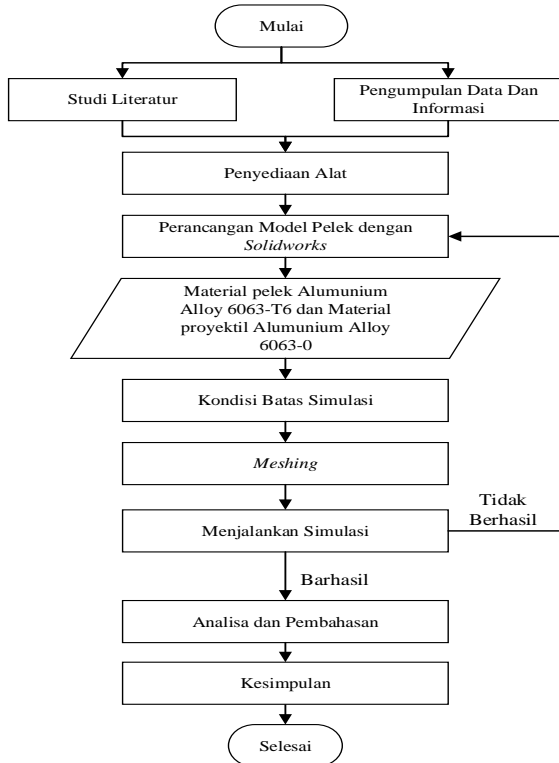 Mulai
Studi Literatur
Pengumpulan Data Dan
Informasi
Penyediaan Alat
Perancangan Model Pelek dengan
Solidworks
Material pelek Alumunium
Alloy 6063-T6 dan Material
proyektil Alumunium Alloy
6063-0
Kondisi Batas Simulasi
Meshing
Menjalankan Simulasi
Tidak
Berhasil
Barhasil
Analisa dan Pembahasan
Kesimpulan
Selesai